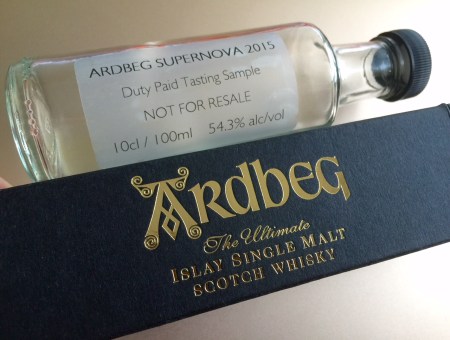 ARDBEG SUPERNOVA 2015
Duty Paid Tasting Sample
NOT FOR RESALE
10cl / 100ml 54.3% alc/vol
ARDBEG
The Ultimate
ISLAY SINGLE MALT
SCOTCH WHISKY